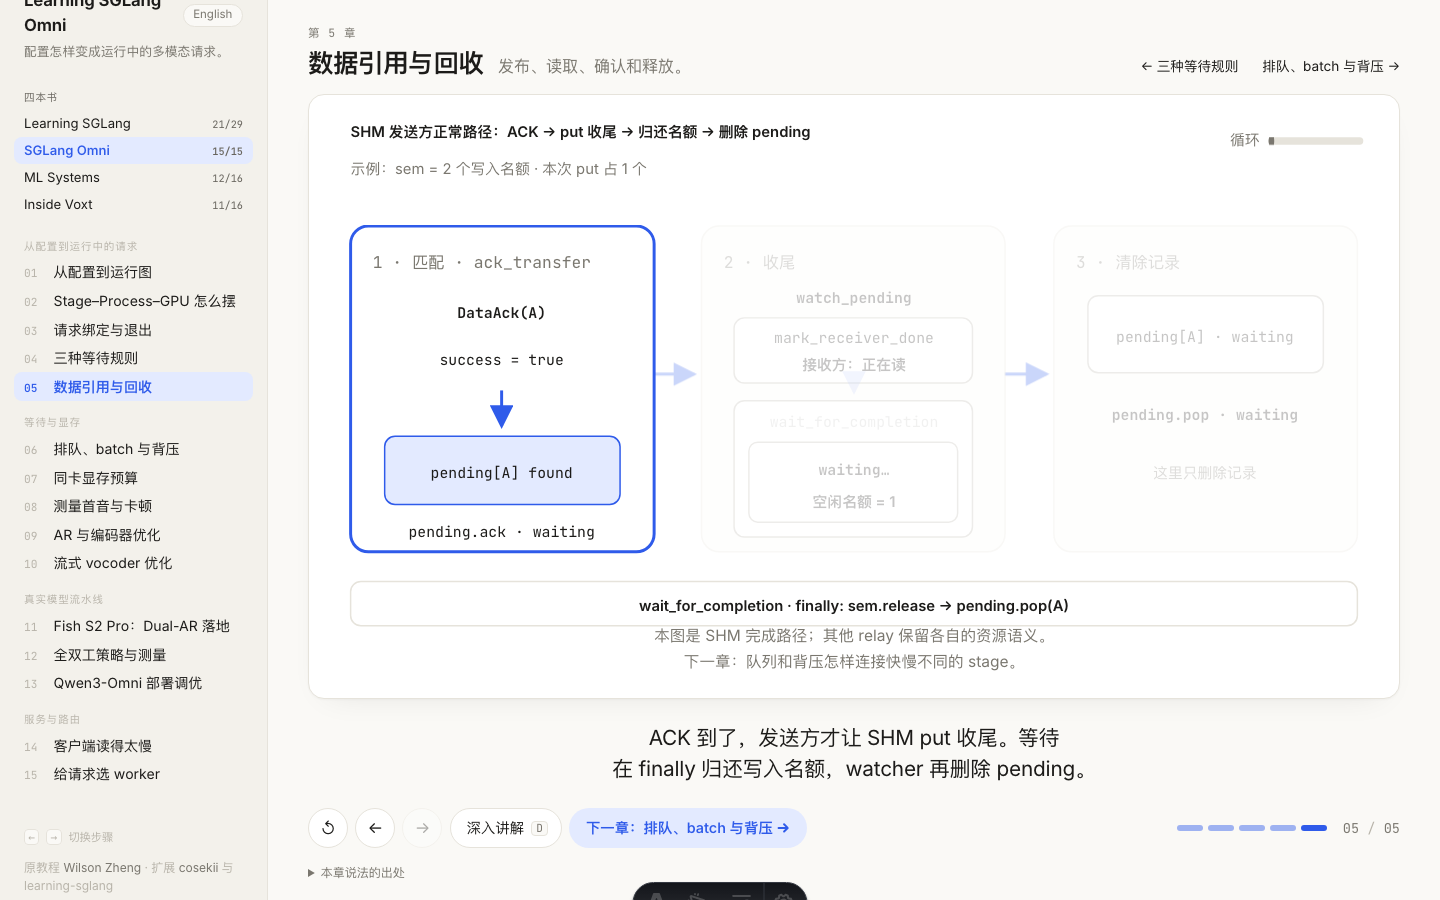 Learning SGLang
Omni
English
配置怎样变成运行中的多模态请求。
四本书
Learning SGLang 21/29
SGLang Omni 15/15
ML Systems 12/16
Inside Voxt 11/16
从配置到运行中的请求
01 从配置到运行图
02 Stage–Process–GPU 怎么摆
03 请求绑定与退出
04 三种等待规则
05 数据引用与回收
等待与显存
06 排队、batch 与背压
07 同卡显存预算
08 测量首音与卡顿
09 AR 与编码器优化
10 流式 vocoder 优化
真实模型流水线
11 Fish S2 Pro：Dual-AR 落地
12 全双工策略与测量
13 Qwen3-Omni 部署调优
服务与路由
14 客户端读得太慢
15 给请求选 worker
← → 切换步骤
原教程 Wilson Zheng · 扩展 cosekii 与
learning-sglang
第 5 章
数据引用与回收 发布、读取、确认和释放。
← 三种等待规则 排队、batch 与背压 →
SHM 发送方正常路径：ACK → put 收尾 → 归还名额 → 删除 pending
循环
示例：sem = 2 个写入名额 · 本次 put 占 1 个
1 · 匹配 · ack_transfer
DataAck(A)
success = true
pending[A] found
pending.ack · waiting
2 · 收尾
watch_pending
mark_receiver_done
接收方：正在读
wait_for_completion
waiting…
空闲名额 = 1
3 · 清除记录
pending[A] · waiting
pending.pop · waiting
这里只删除记录
wait_for_completion · finally: sem.release → pending.pop(A)
本图是 SHM 完成路径；其他 relay 保留各自的资源语义。
下一章：队列和背压怎样连接快慢不同的 stage。
ACK 到了，发送方才让 SHM put 收尾。等待
在 finally 归还写入名额，watcher 再删除 pending。
← → 深入讲解 D 下一章：排队、batch 与背压 →
05 / 05
▶ 本章说法的出处